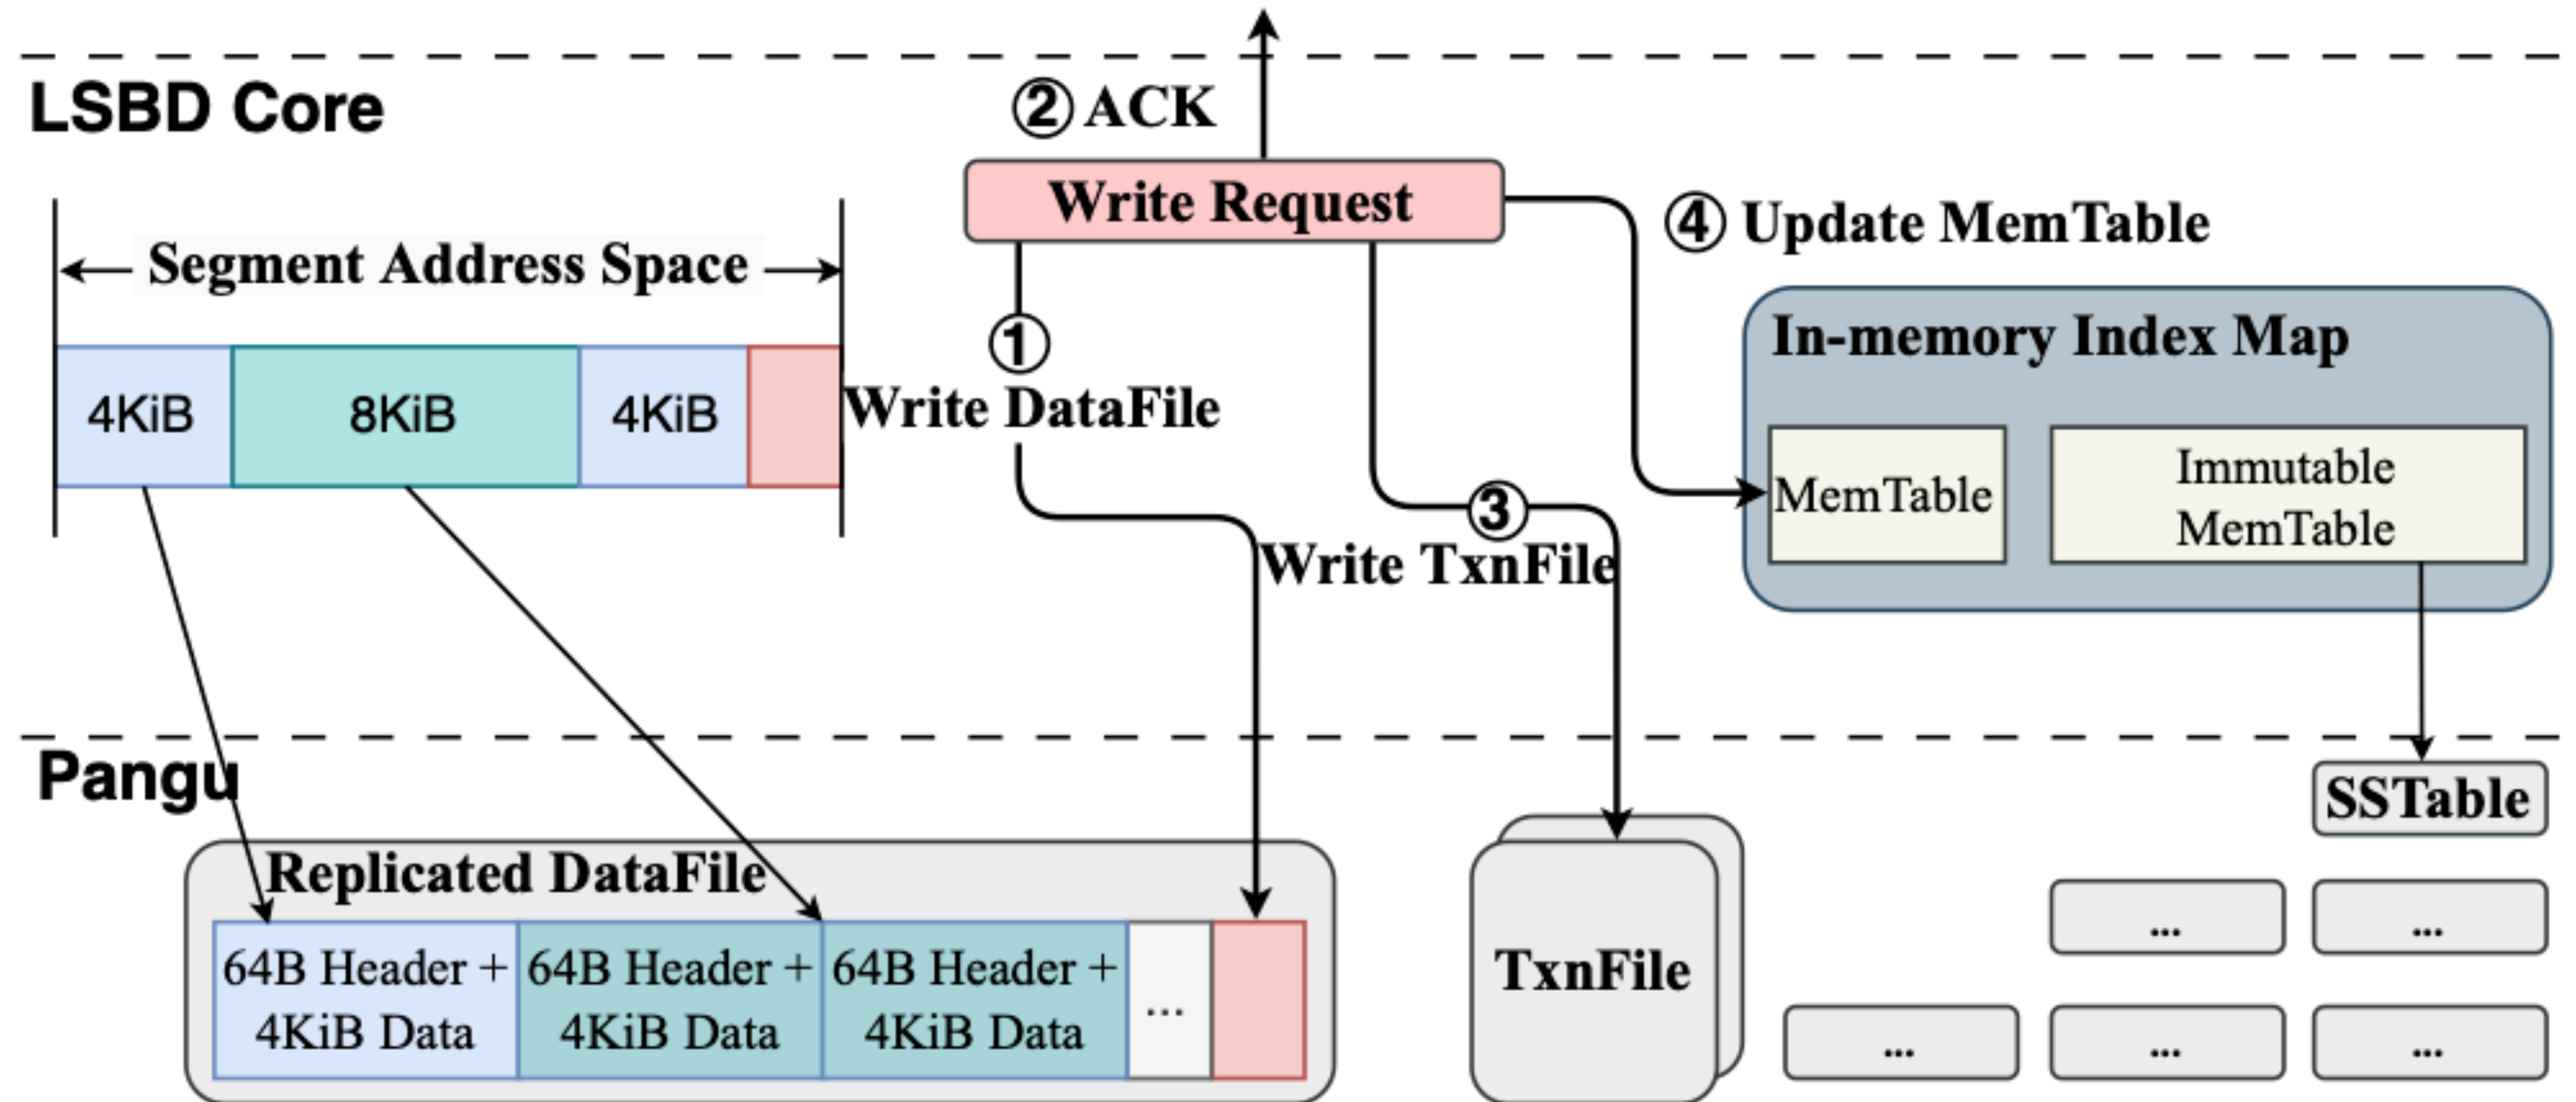 LSBD Core
② ACK
Write Request
④ Update MemTable
Segment Address Space
4KiB
8KiB
4KiB
①
Write DataFile
In-memory Index Map
MemTable
Immutable
MemTable
③
Write TxnFile
Pangu
SSTable
Replicated DataFile
64B Header +
4KiB Data
64B Header +
4KiB Data
64B Header +
4KiB Data
...
TxnFile
...
...
...
...
...